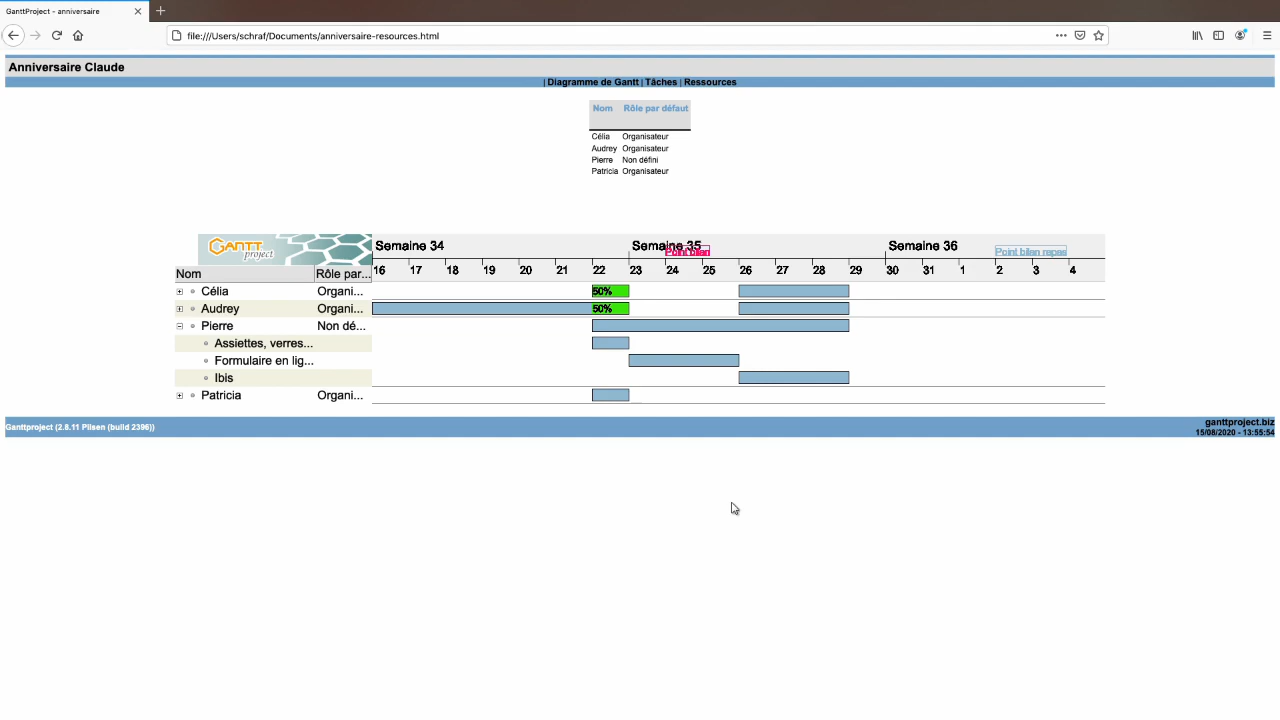 GanttProject - anniversaire
file:///Users/schraf/Documents/anniversaire-resources.html
Anniversaire Claude
| Diagramme de Gantt | Tâches | Ressources
Nom Rôle par défaut
Célia Organisateur
Audrey Organisateur
Pierre Non défini
Patricia Organisateur
GANTT project
Semaine 34 Semaine 35 Semaine 36
Point bilan Point bilan repas
Nom Rôle par... 16 17 18 19 20 21 22 23 24 25 26 27 28 29 30 31 1 2 3 4
Célia Organi... 50%
Audrey Organi... 50%
Pierre Non dé...
Assiettes, verres...
Formulaire en lig...
Ibis
Patricia Organi...
Ganttproject (2.8.11 Pilsen (build 2396)) ganttproject.biz
15/08/2020 - 13:55:54